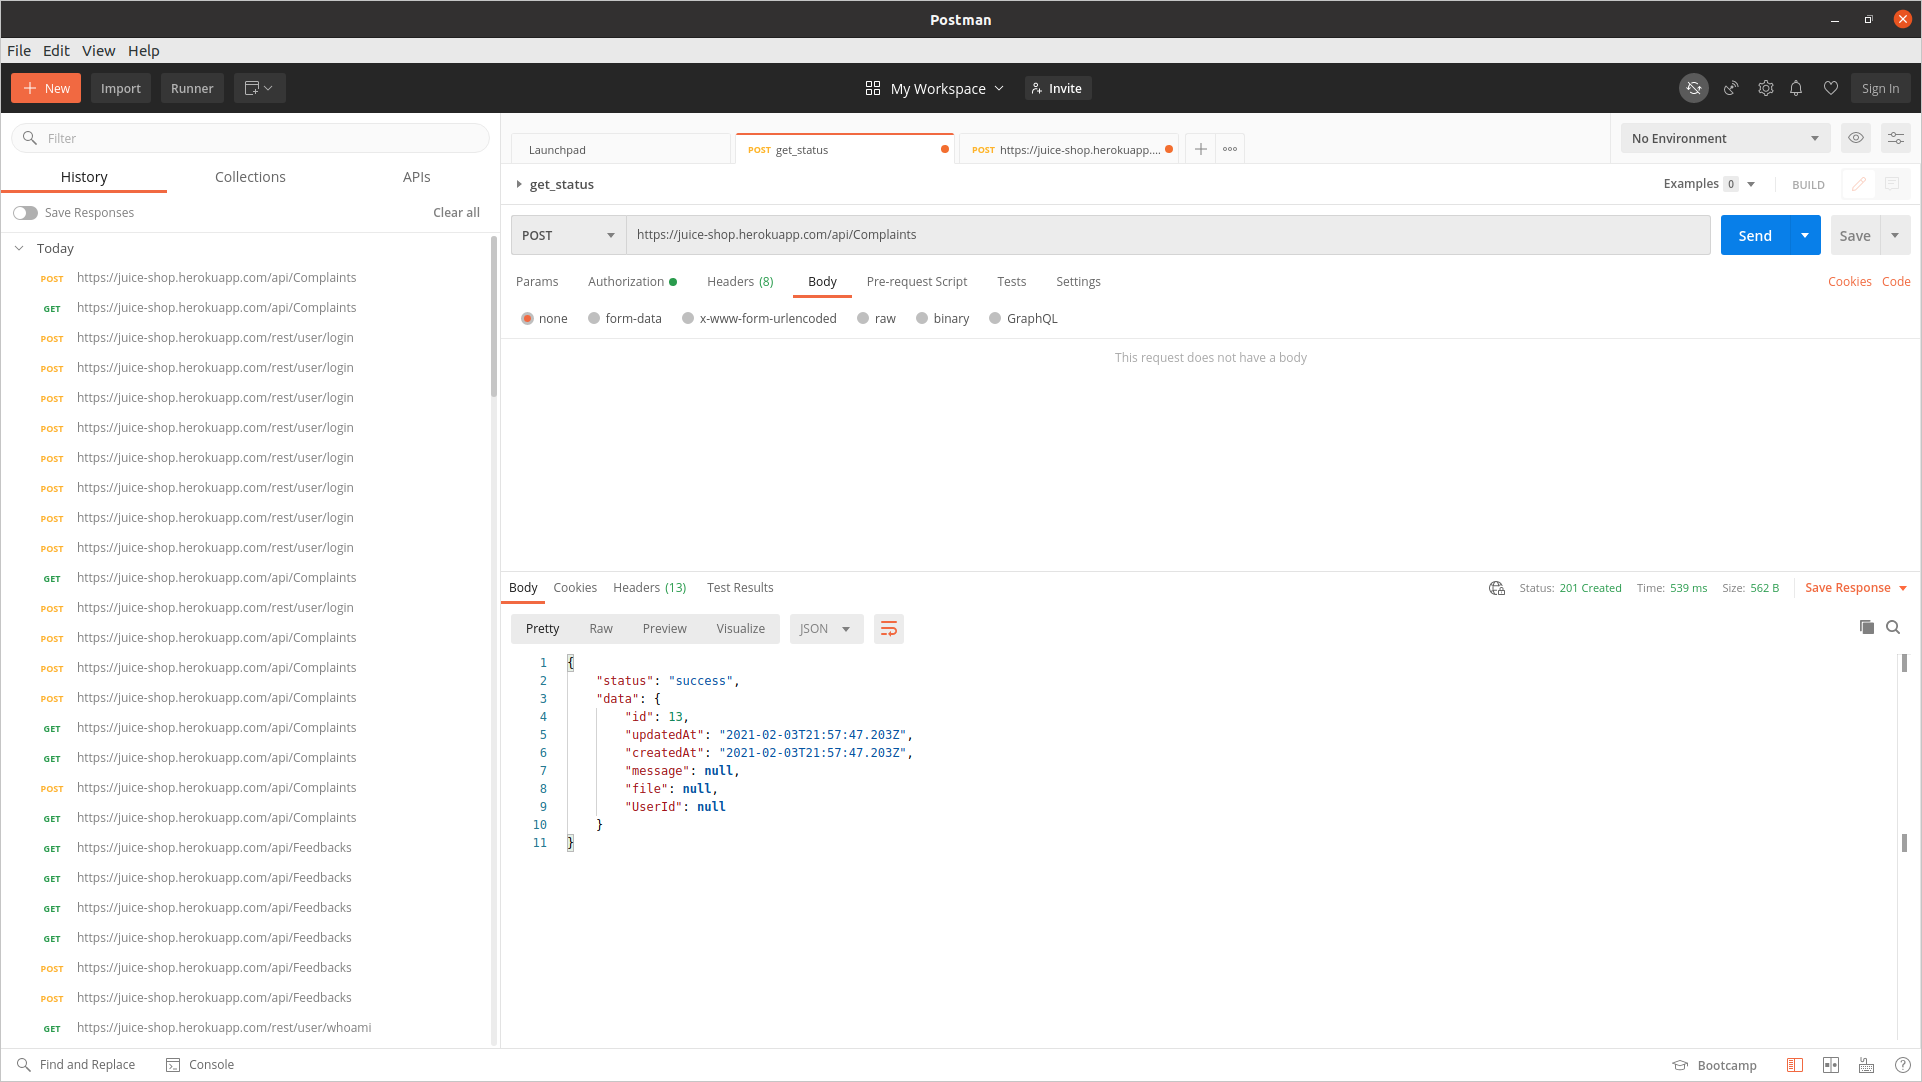 Postman
File Edit View Help
New Import Runner My Workspace Invite Sign In
Filter
History Collections APIs
Save Responses Clear all
Today
POST https://juice-shop.herokuapp.com/api/Complaints
GET https://juice-shop.herokuapp.com/api/Complaints
POST https://juice-shop.herokuapp.com/rest/user/login
POST https://juice-shop.herokuapp.com/rest/user/login
POST https://juice-shop.herokuapp.com/rest/user/login
POST https://juice-shop.herokuapp.com/rest/user/login
POST https://juice-shop.herokuapp.com/rest/user/login
POST https://juice-shop.herokuapp.com/rest/user/login
POST https://juice-shop.herokuapp.com/rest/user/login
POST https://juice-shop.herokuapp.com/rest/user/login
GET https://juice-shop.herokuapp.com/api/Complaints
POST https://juice-shop.herokuapp.com/rest/user/login
POST https://juice-shop.herokuapp.com/api/Complaints
POST https://juice-shop.herokuapp.com/api/Complaints
POST https://juice-shop.herokuapp.com/api/Complaints
GET https://juice-shop.herokuapp.com/api/Complaints
GET https://juice-shop.herokuapp.com/api/Complaints
POST https://juice-shop.herokuapp.com/api/Complaints
GET https://juice-shop.herokuapp.com/api/Complaints
GET https://juice-shop.herokuapp.com/api/Feedbacks
GET https://juice-shop.herokuapp.com/api/Feedbacks
GET https://juice-shop.herokuapp.com/api/Feedbacks
GET https://juice-shop.herokuapp.com/api/Feedbacks
POST https://juice-shop.herokuapp.com/api/Feedbacks
POST https://juice-shop.herokuapp.com/api/Feedbacks
GET https://juice-shop.herokuapp.com/rest/user/whoami
Launchpad POST get_status POST https://juice-shop.herokuapp.... No Environment
get_status Examples 0 BUILD
POST https://juice-shop.herokuapp.com/api/Complaints Send Save
Params Authorization Headers (8) Body Pre-request Script Tests Settings Cookies Code
none form-data x-www-form-urlencoded raw binary GraphQL
This request does not have a body
Body Cookies Headers (13) Test Results Status: 201 Created Time: 539 ms Size: 562 B Save Response
Pretty Raw Preview Visualize JSON
1 {
2 "status": "success",
3 "data": {
4 "id": 13,
5 "updatedAt": "2021-02-03T21:57:47.203Z",
6 "createdAt": "2021-02-03T21:57:47.203Z",
7 "message": null,
8 "file": null,
9 "UserId": null
10 }
11 }
Find and Replace Console Bootcamp